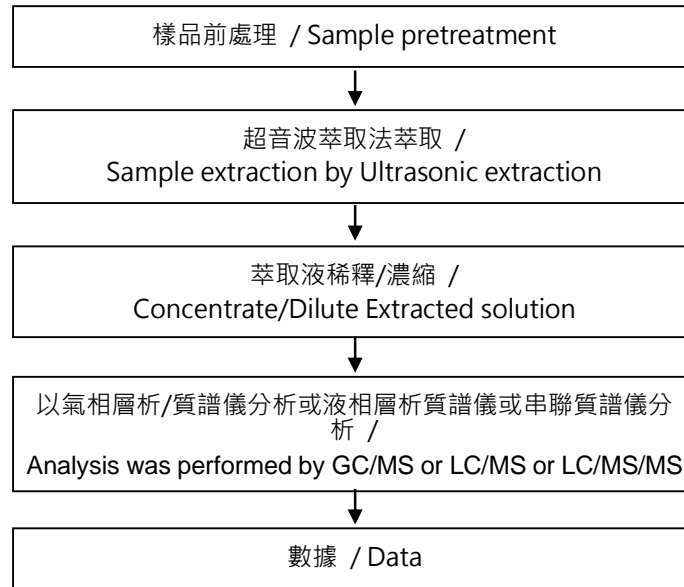 樣品前處理 / Sample pretreatment
超音波萃取法萃取 /
Sample extraction by Ultrasonic extraction
萃取液稀釋/濃縮 /
Concentrate/Dilute Extracted solution
以氣相層析/質譜儀分析或液相層析質譜儀或串聯質譜儀分
析 /
Analysis was performed by GC/MS or LC/MS or LC/MS/MS
數據 / Data